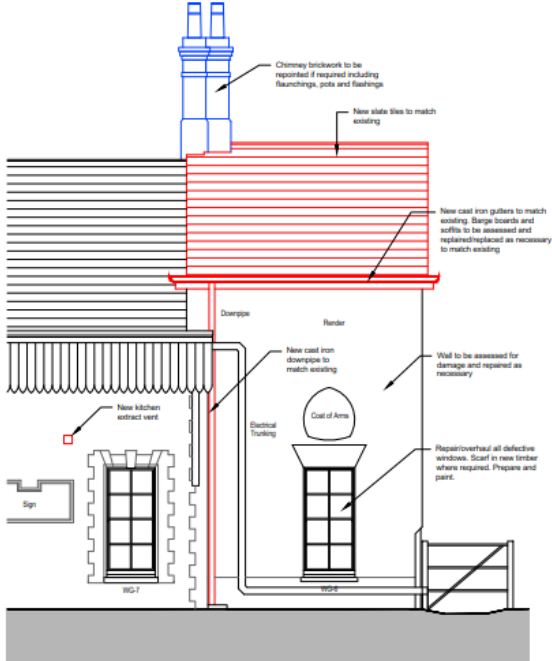 Chimney brickwork to be
repointed if required including
flaunchings, pots and flashings
New slate tiles to match
existing
New cast iron gutters to match
existing. Barge boards and
soffits to be assessed and
replaired/replaced as necessary
to match existing
Downpipe
Render
New cast iron
downpipe to
match existing
Wall to be assessed for
damage and repaired as
necessary
New kitchen
extract vent
Coat of Arms
Electrical
Trunking
Repair/overhaul all defective
windows. Scarf in new timber
where required. Prepare and
paint.
Sign
WG-7
WG-8